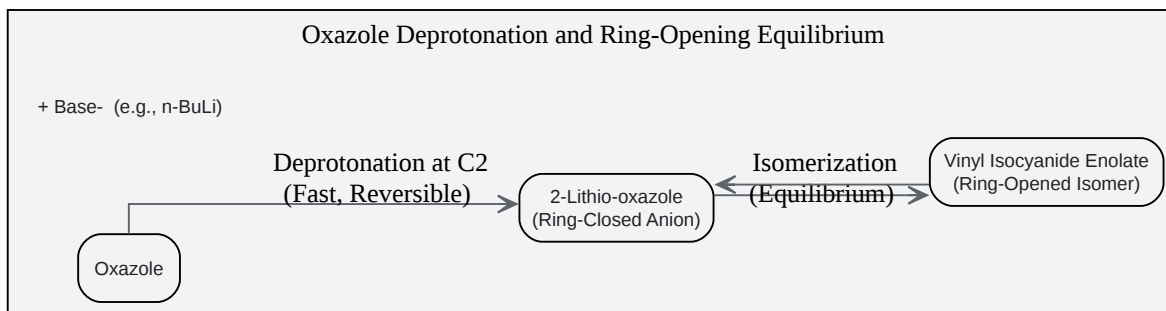 Oxazole Deprotonation and Ring-Opening Equilibrium
+ Base-  (e.g., n-BuLi)
Deprotonation at C2
(Fast, Reversible)
Isomerization
(Equilibrium)
Vinyl Isocyanide Enolate
(Ring-Opened Isomer)
2-Lithio-oxazole
(Ring-Closed Anion)
Oxazole